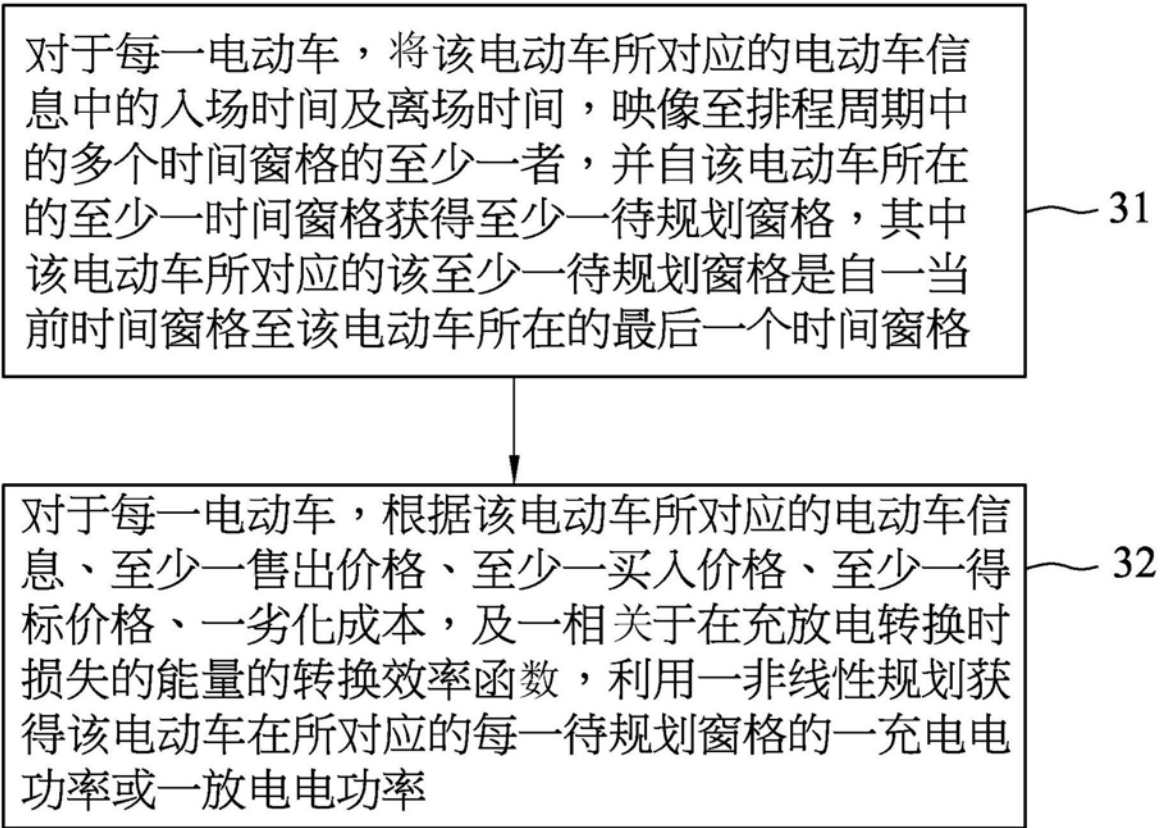 对于每一电动车，将该电动车所对应的电动车信
息中的入场时间及离场时间，映像至排程周期中
的多个时间窗格的至少一者，并自该电动车所在
的至少一时间窗格获得至少一待规划窗格，其中
该电动车所对应的该至少一待规划窗格是自一当
前时间窗格至该电动车所在的最后一个时间窗格
31
对于每一电动车，根据该电动车所对应的电动车信
息、至少一售出价格、至少一买入价格、至少一得
标价格、一劣化成本，及一相关于在充放电转换时
损失的能量的转换效率函数，利用一非线性规划获
得该电动车在所对应的每一待规划窗格的一充电电
功率或一放电电功率
32